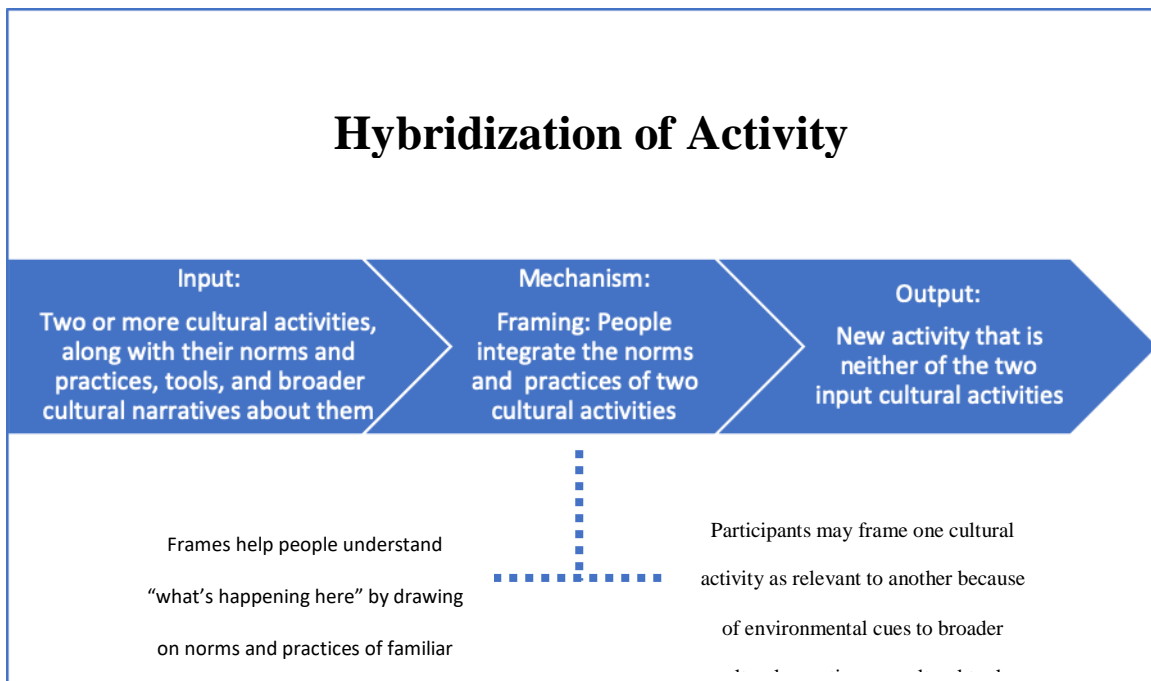 Hybridization of Activity
Input:
Two or more cultural activities,
along with their norms and
practices, tools, and broader
cultural narratives about them
Mechanism:
Framing: People
integrate the norms
and practices of two
cultural activities
Output:
New activity that is
neither of the two
input cultural activities
Frames help people understand
“what’s happening here” by drawing
on norms and practices of familiar
Participants may frame one cultural
activity as relevant to another because
of environmental cues to broader